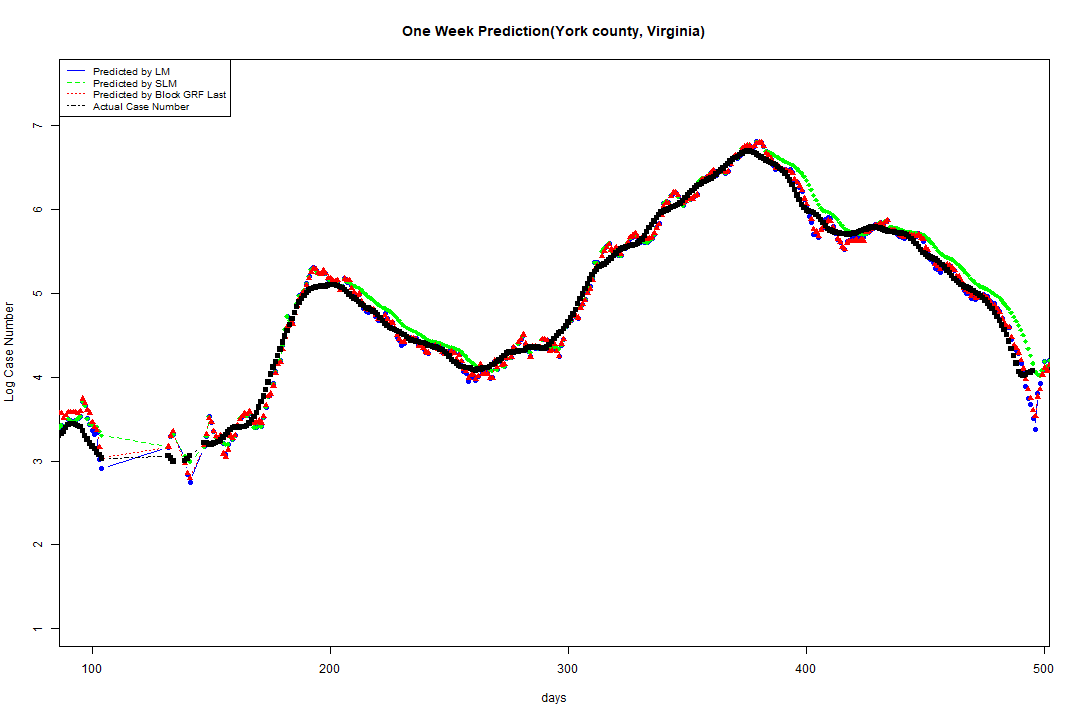 One Week Prediction(York county, Virginia)
Predicted by LM
Predicted by SLM
Predicted by Block GRF Last
Actual Case Number
7
6
5
4
3
2
1
Log Case Number
100 200 300 400 500
days